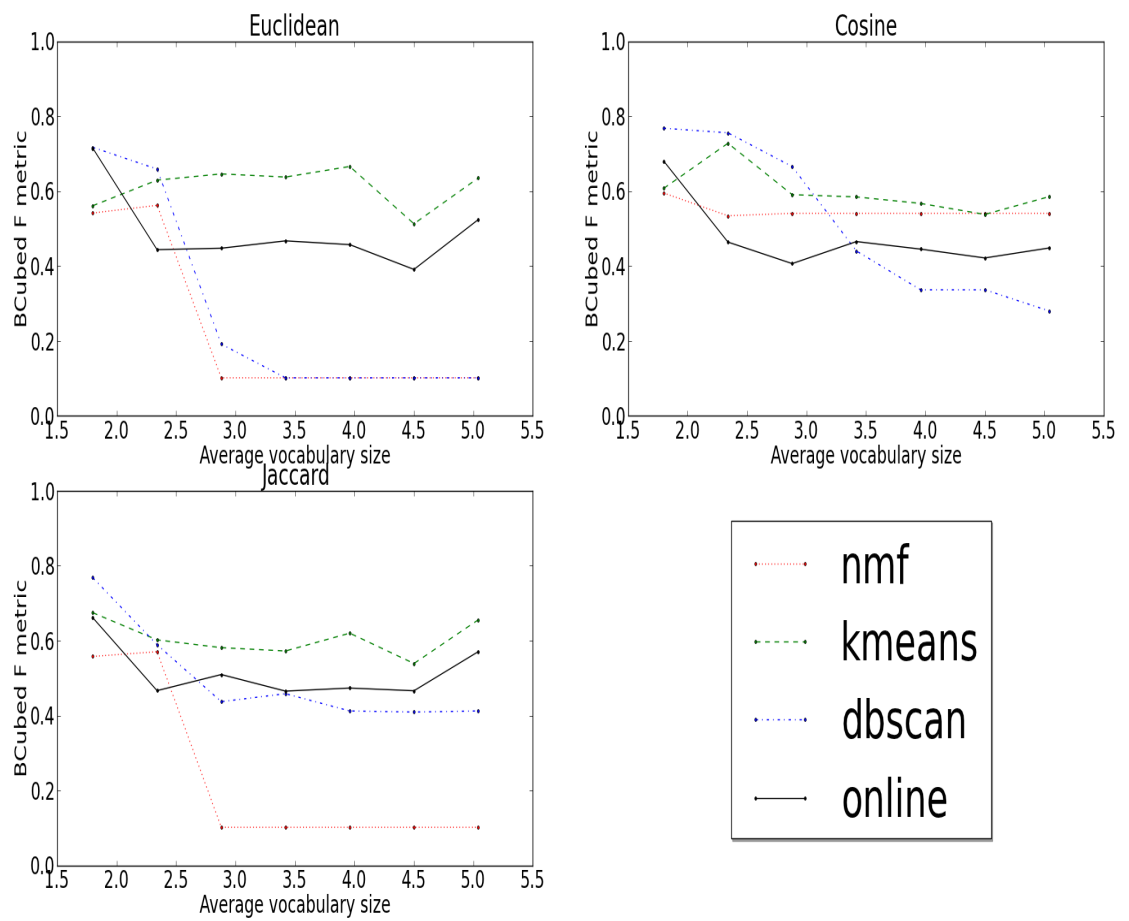 Euclidean
1.0
0.8
0.6
0.4
0.2
0.0
BCubed F metric
1.5 2.0 2.5 3.0 3.5 4.0 4.5 5.0 5.5
Average vocabulary size
Cosine
1.0
0.8
0.6
0.4
0.2
0.0
BCubed F metric
1.5 2.0 2.5 3.0 3.5 4.0 4.5 5.0 5.5
Average vocabulary size
Jaccard
1.0
0.8
0.6
0.4
0.2
0.0
BCubed F metric
1.5 2.0 2.5 3.0 3.5 4.0 4.5 5.0 5.5
Average vocabulary size
nmf
kmeans
dbscan
online